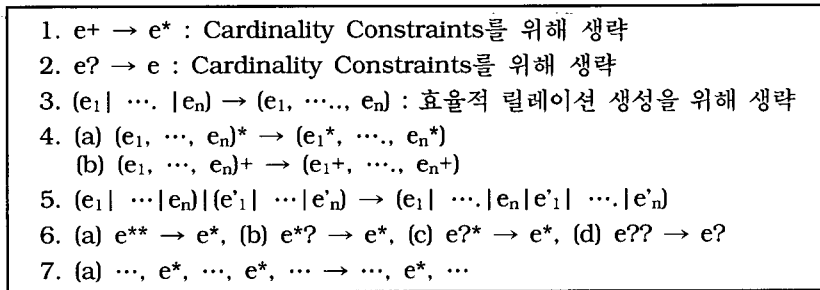 1. e+ → e* : Cardinality Constraints를 위해 생략
2. e? → e : Cardinality Constraints를 위해 생략
3. (e₁| …. |eₙ) → (e₁, ….., eₙ) : 효율적 릴레이션 생성을 위해 생략
4. (a) (e₁, …, eₙ)* → (e₁*, …., eₙ*)
(b) (e₁, …, eₙ)+ → (e₁+, …., eₙ+)
5. (e₁| …|eₙ)|(e'₁| …|e'ₙ) → (e₁| ….|eₙ|e'₁| ….|e'ₙ)
6. (a) e** → e*, (b) e*? → e*, (c) e?* → e*, (d) e?? → e?
7. (a) …, e*, …, e*, … → …, e*, …